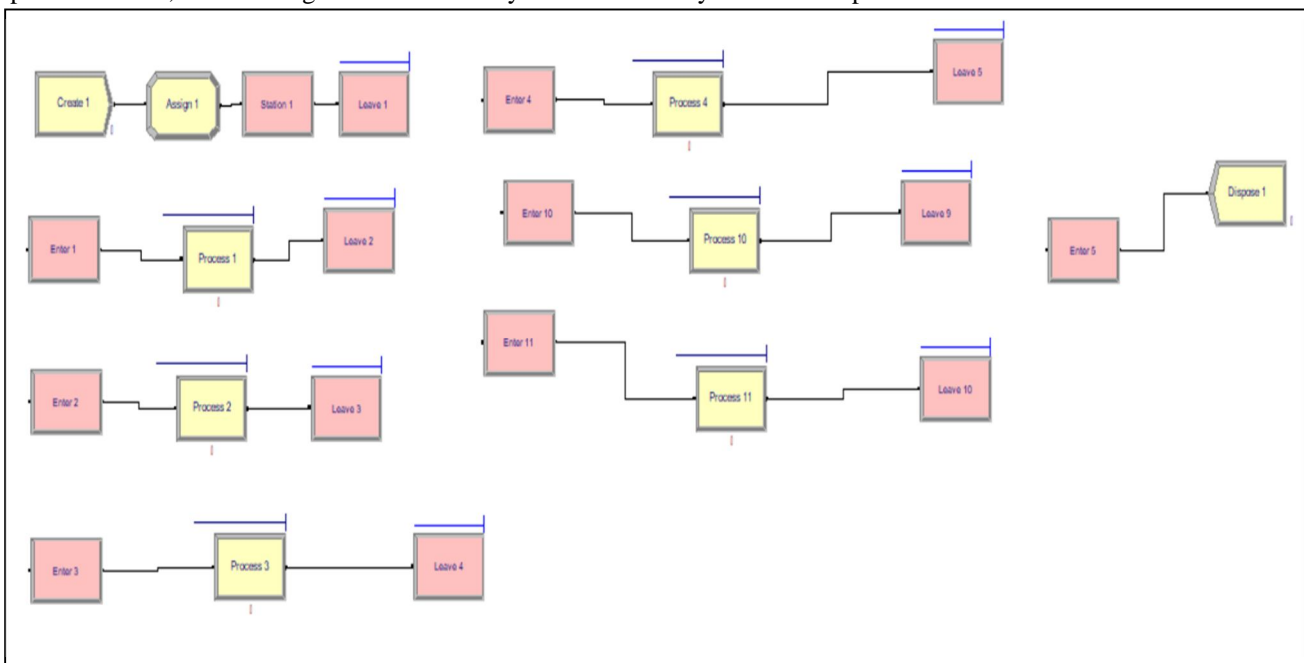 Create 1
Assign 1
Station 1
Leave 1
Enter 1
Process 1
Leave 2
Enter 2
Process 2
Leave 3
Enter 3
Process 3
Leave 4
Enter 4
Process 4
Leave 5
Enter 10
Process 10
Leave 9
Enter 11
Process 11
Leave 10
Enter 5
Dispose 1